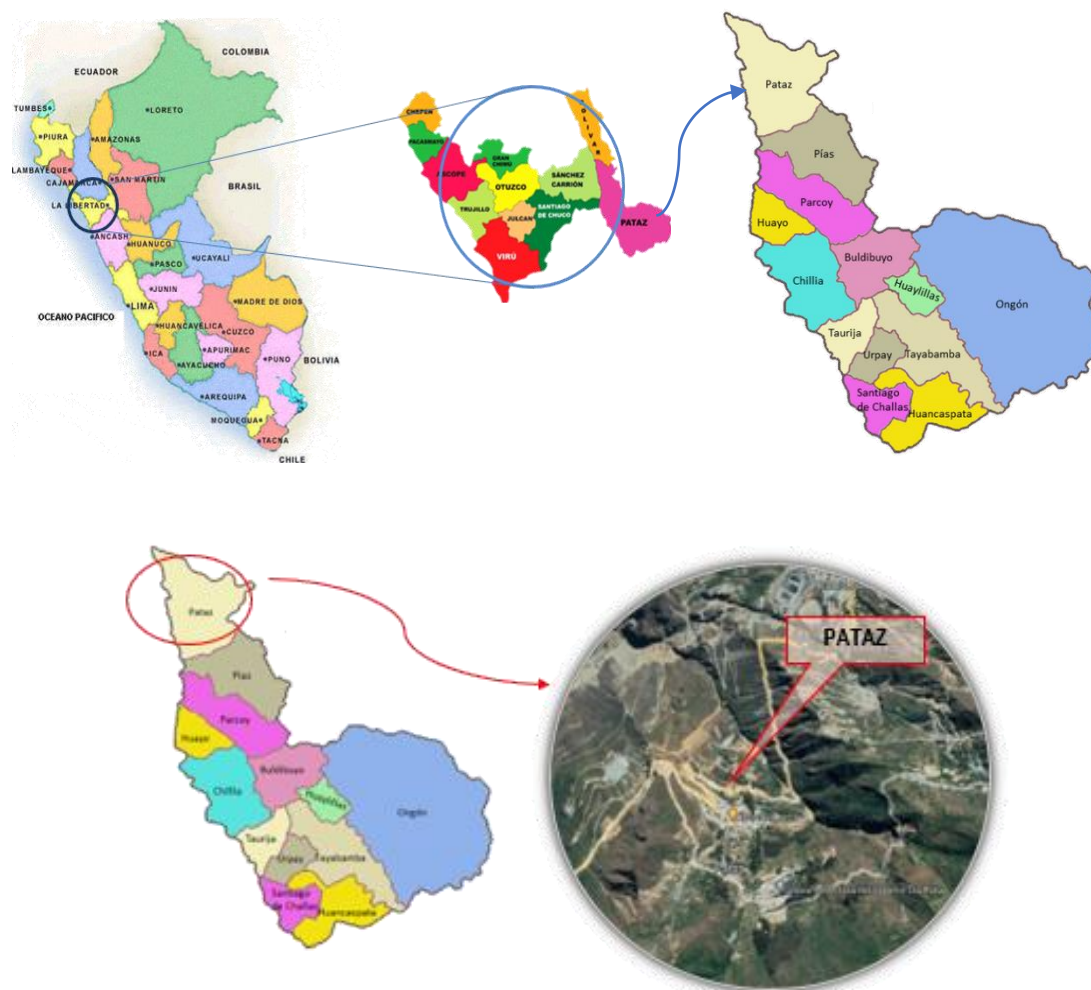 COLOMBIA
ECUADOR
TUMBES
LORETO
PIURA
AMAZONAS
LAMBAYEQUE
CAJAMARCA
SAN MARTIN
BRASIL
LA LIBERTAD
ANCASH
HUANUCO
UCAYALI
PASCO
JUNIN
LIMA
MADRE DE DIOS
OCEANO PACIFICO
HUANCAVELICA
CUZCO
ICA
APURIMAC
PUNO
BOLIVIA
AYACUCHO
AREQUIPA
MOQUEGUA
TACNA
CHILE
CHEPEN
PACASMAYO
GRAN
CHIMÚ
ASCOPE
OTUZCO
SÁNCHEZ
CARRIÓN
TRUJILLO
JULCAN
SANTIAGO
DE CHUCO
PATAZ
VIRÚ
Pataz
Pías
Parcoy
Huayo
Buldibuyo
Chillia
Huaylillas
Ongón
Taurija
Urpay
Tayabamba
Santiago
de Challas
Huancaspata
Pataz
Pías
Parcoy
Huayo
Buldibuyo
Chillia
Huaylillas
Ongón
Taurija
Urpay
Tayabamba
Santiago
de Challas
Huancaspata
PATAZ